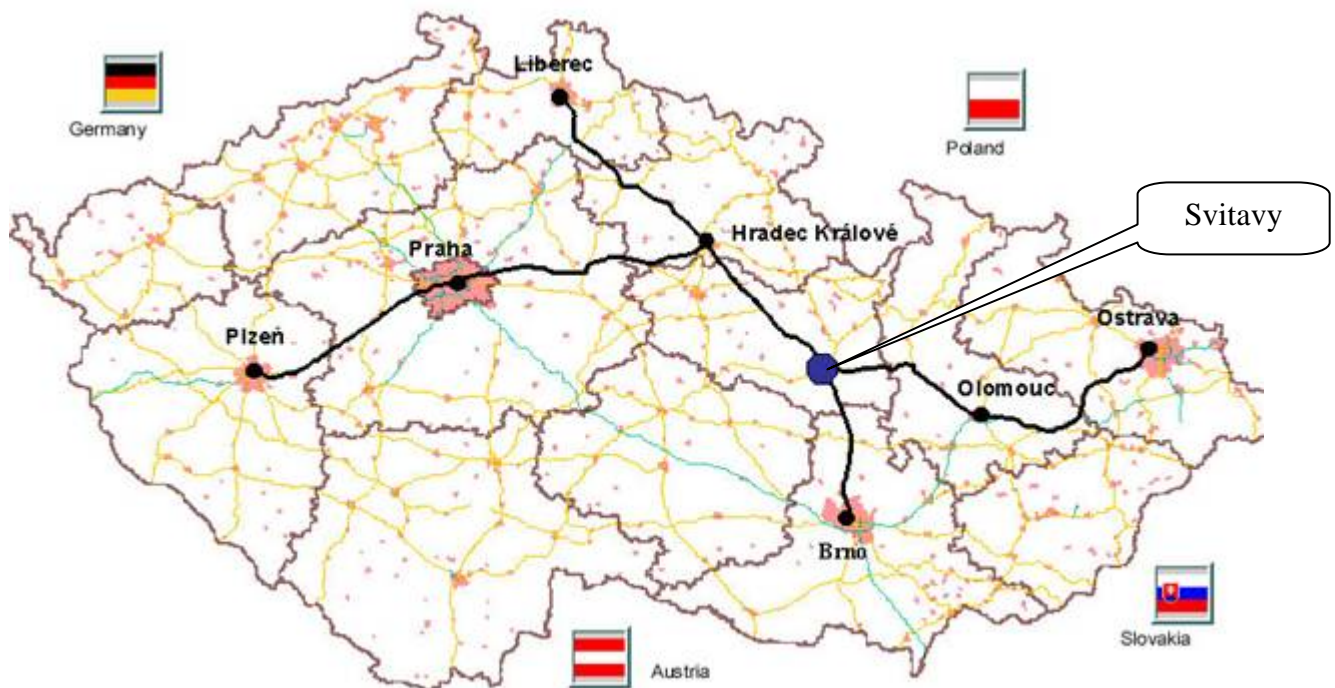 Liberec
Germany
Poland
Svitavy
Hradec Králové
Praha
Ostrava
Plzeň
Olomouc
Brno
Slovakia
Austria